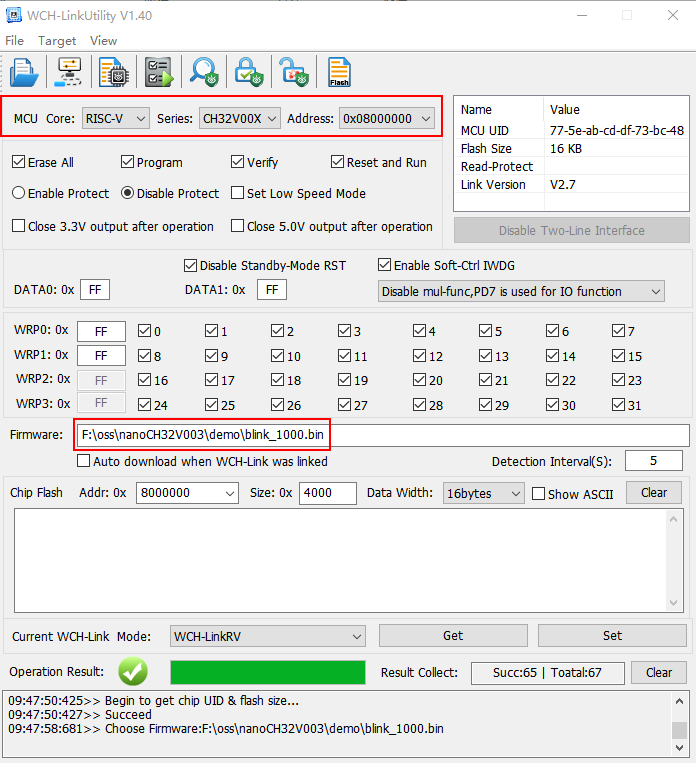 WCH-LinkUtility V1.40
File Target View
Flash
MCU Core: RISC-V Series: CH32V00X Address: 0x08000000
Name Value
MCU UID 77-5e-ab-cd-df-73-bc-48
Flash Size 16 KB
Read-Protect
Link Version V2.7
Erase All Program Verify Reset and Run
Enable Protect Disable Protect Set Low Speed Mode
Close 3.3V output after operation Close 5.0V output after operation
Disable Two-Line Interface
Disable Standby-Mode RST Enable Soft-Ctrl IWDG
DATA0: 0x FF DATA1: 0x FF Disable mul-func,PD7 is used for IO function
WRP0: 0x FF 0 1 2 3 4 5 6 7
WRP1: 0x FF 8 9 10 11 12 13 14 15
WRP2: 0x FF 16 17 18 19 20 21 22 23
WRP3: 0x FF 24 25 26 27 28 29 30 31
Firmware: F:\oss\nanoCH32V003\demo\blink_1000.bin
Auto download when WCH-Link was linked Detection Interval(S): 5
Chip Flash Addr: 0x 8000000 Size: 0x 4000 Data Width: 16bytes Show ASCII Clear
Current WCH-Link Mode: WCH-LinkRV Get Set
Operation Result: Result Collect: Succ:65 | Toatal:67 Clear
09:47:50:425>> Begin to get chip UID & flash size...
09:47:50:427>> Succeed
09:47:58:681>> Choose Firmware:F:\oss\nanoCH32V003\demo\blink_1000.bin